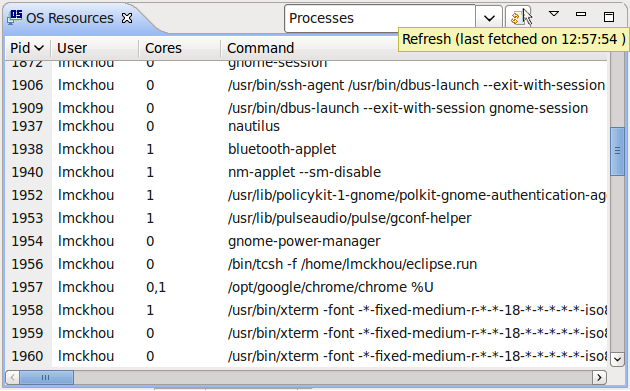 OS Resources
Processes
Refresh (last fetched on 12:57:54 )
Pid User Cores Command
1872 lmckhou 0 gnome-session
1906 lmckhou 0 /usr/bin/ssh-agent /usr/bin/dbus-launch --exit-with-session
1909 lmckhou 0 /usr/bin/dbus-launch --exit-with-session gnome-session
1937 lmckhou 0 nautilus
1938 lmckhou 1 bluetooth-applet
1940 lmckhou 1 nm-applet --sm-disable
1952 lmckhou 1 /usr/lib/policykit-1-gnome/polkit-gnome-authentication-ag
1953 lmckhou 1 /usr/lib/pulseaudio/pulse/gconf-helper
1954 lmckhou 0 gnome-power-manager
1956 lmckhou 0 /bin/tcsh -f /home/lmckhou/eclipse.run
1957 lmckhou 0,1 /opt/google/chrome/chrome %U
1958 lmckhou 1 /usr/bin/xterm -font -*-fixed-medium-r-*-*-18-*-*-*-*-*-iso8
1959 lmckhou 0 /usr/bin/xterm -font -*-fixed-medium-r-*-*-18-*-*-*-*-*-iso8
1960 lmckhou 0 /usr/bin/xterm -font -*-fixed-medium-r-*-*-18-*-*-*-*-*-iso8